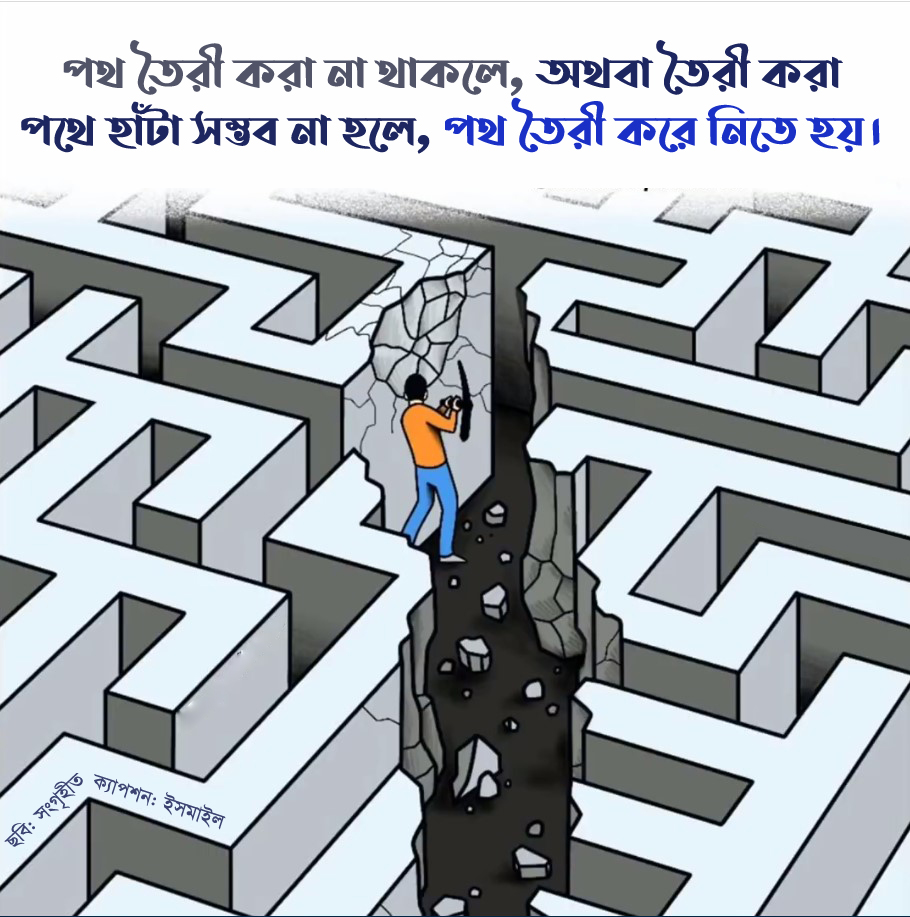 পথ তৈরী করা না থাকলে, অথবা তৈরী করা
পথে হাঁটা সম্ভব না হলে, পথ তৈরী করে নিতে হয়।
ছবি: সংগৃহীত ক্যাপশন: ইসমাইল